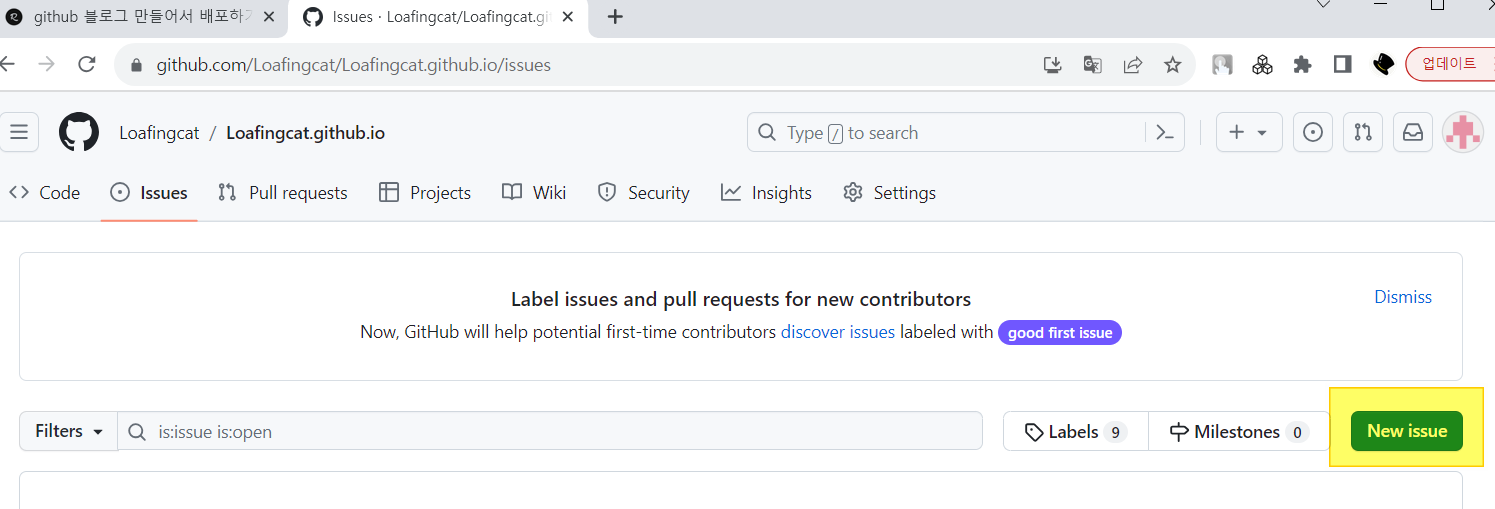 github 블로그 만들어서 배포하기
Issues · Loafingcat/Loafingcat.git
github.com/Loafingcat/Loafingcat.github.io/issues
업데이트
Loafingcat / Loafingcat.github.io
Type / to search
Code Issues Pull requests Projects Wiki Security Insights Settings
Label issues and pull requests for new contributors
Dismiss
Now, GitHub will help potential first-time contributors discover issues labeled with good first issue
Filters is:issue is:open Labels 9 Milestones 0 New issue